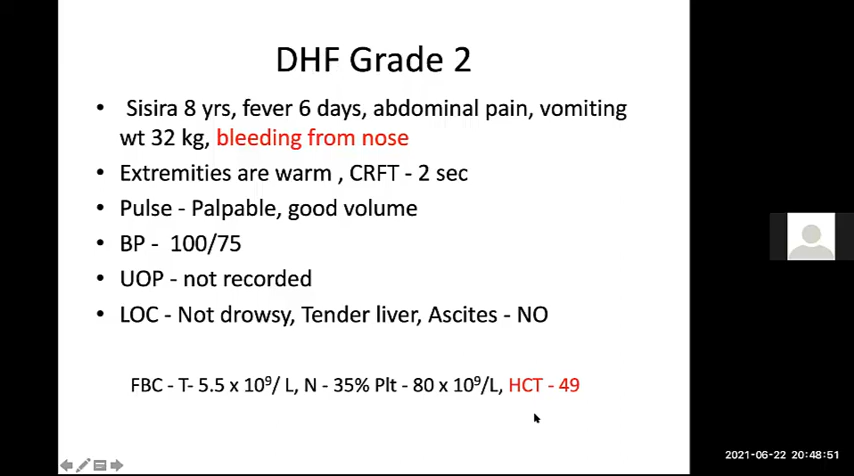 DHF Grade 2
• Sisira 8 yrs, fever 6 days, abdominal pain, vomiting
wt 32 kg, bleeding from nose
• Extremities are warm , CRFT - 2 sec
• Pulse - Palpable, good volume
• BP - 100/75
• UOP - not recorded
• LOC - Not drowsy, Tender liver, Ascites - NO
FBC - T- 5.5 x 10⁹/ L, N - 35% Plt - 80 x 10⁹/L, HCT - 49
2021-06-22 20:48:51